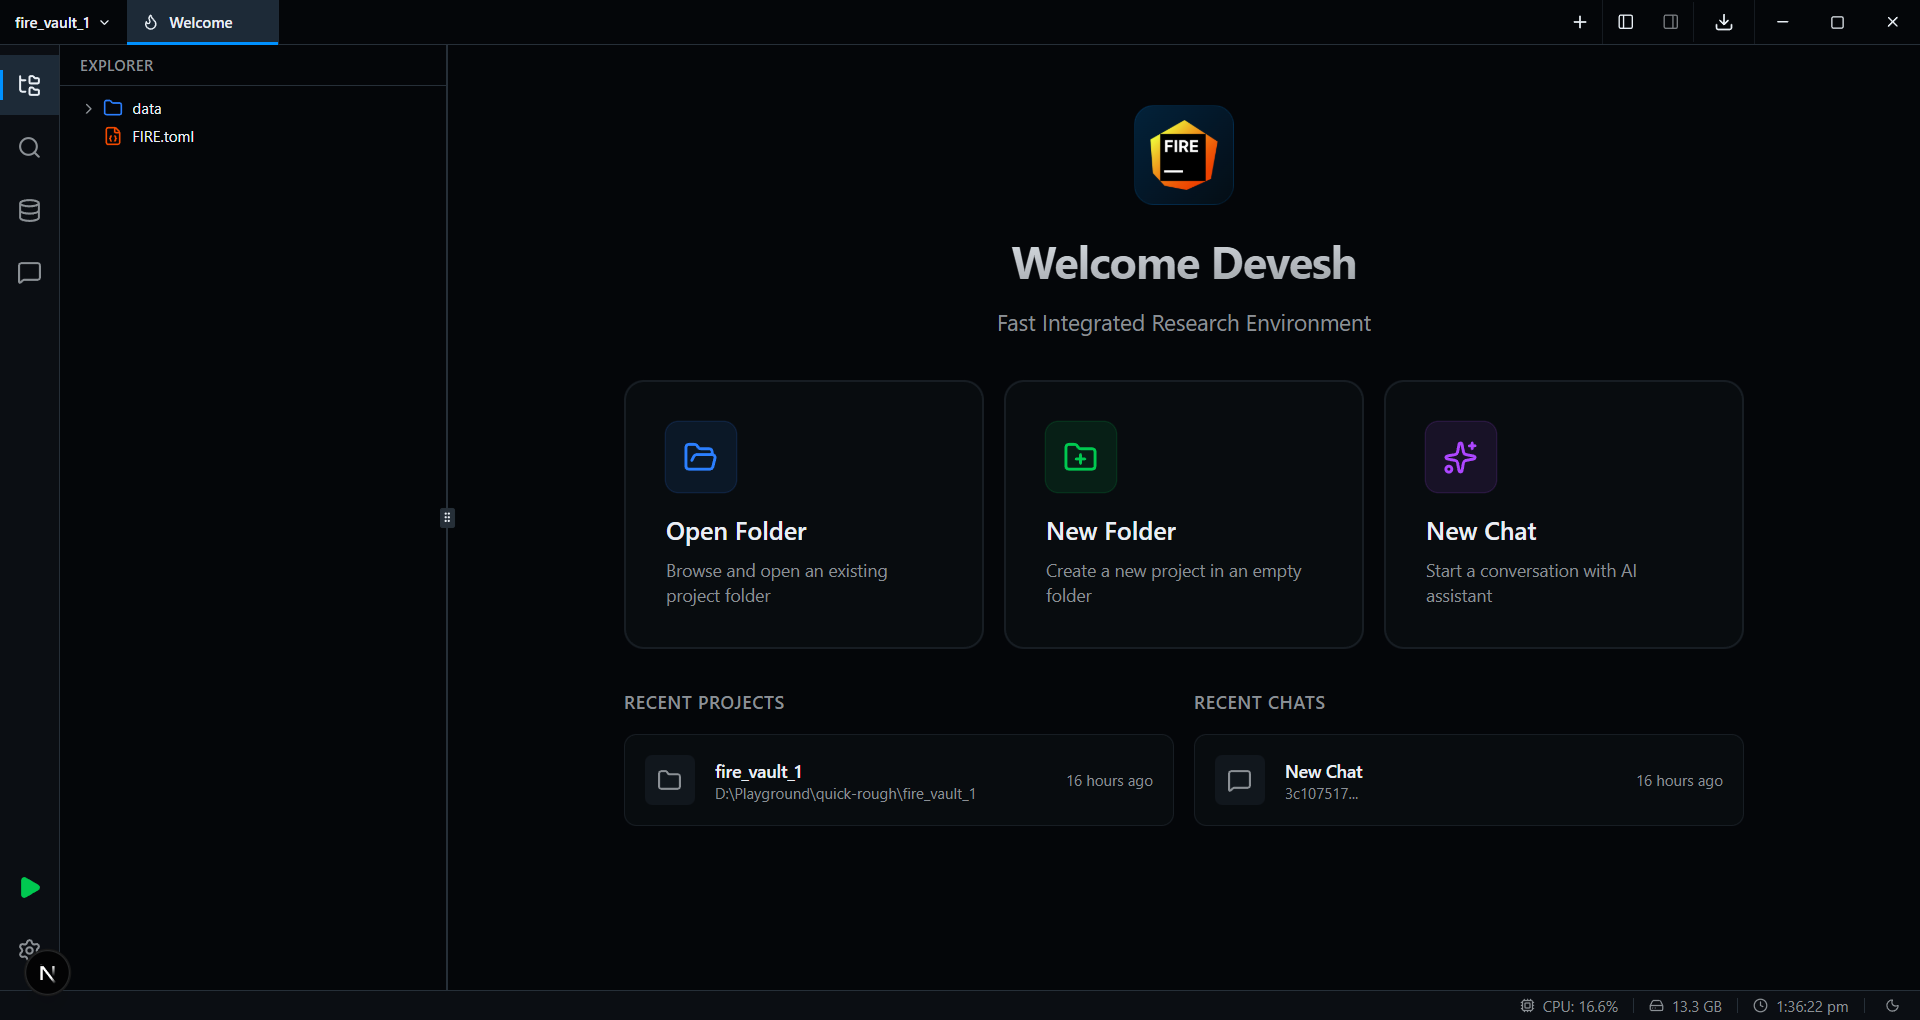 fire_vault_1
Welcome
EXPLORER
data
FIRE.toml
FIRE
Welcome Devesh
Fast Integrated Research Environment
Open Folder
Browse and open an existing
project folder
New Folder
Create a new project in an empty
folder
New Chat
Start a conversation with AI
assistant
RECENT PROJECTS
fire_vault_1
D:\Playground\quick-rough\fire_vault_1
16 hours ago
RECENT CHATS
New Chat
3c107517...
16 hours ago
N
CPU: 16.6%
13.3 GB
1:36:22 pm